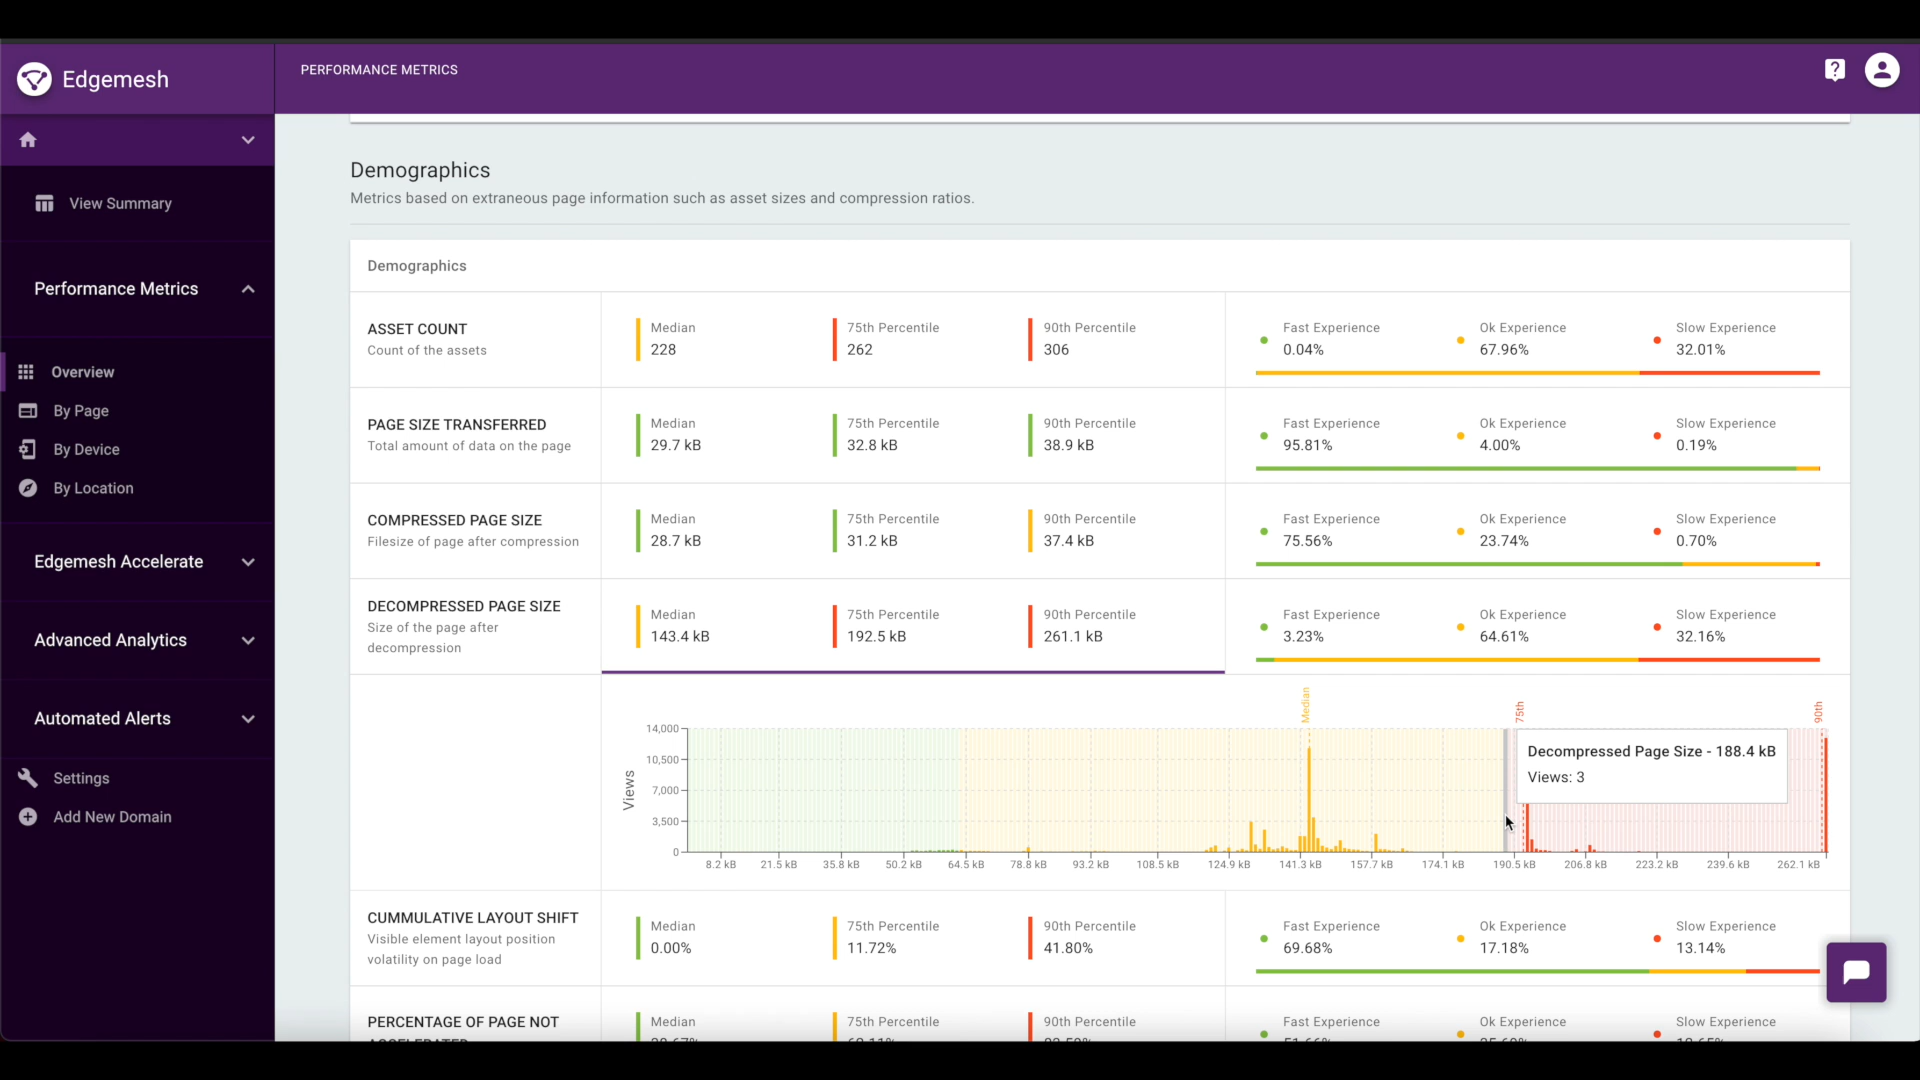 Edgemesh
PERFORMANCE METRICS
?
View Summary
Performance Metrics
Overview
By Page
By Device
By Location
Edgemesh Accelerate
Advanced Analytics
Automated Alerts
Settings
Add New Domain
Demographics
Metrics based on extraneous page information such as asset sizes and compression ratios.
Demographics
ASSET COUNT
Count of the assets
Median
228
75th Percentile
262
90th Percentile
306
Fast Experience
0.04%
Ok Experience
67.96%
Slow Experience
32.01%
PAGE SIZE TRANSFERRED
Total amount of data on the page
Median
29.7 kB
75th Percentile
32.8 kB
90th Percentile
38.9 kB
Fast Experience
95.81%
Ok Experience
4.00%
Slow Experience
0.19%
COMPRESSED PAGE SIZE
Filesize of page after compression
Median
28.7 kB
75th Percentile
31.2 kB
90th Percentile
37.4 kB
Fast Experience
75.56%
Ok Experience
23.74%
Slow Experience
0.70%
DECOMPRESSED PAGE SIZE
Size of the page after
decompression
Median
143.4 kB
75th Percentile
192.5 kB
90th Percentile
261.1 kB
Fast Experience
3.23%
Ok Experience
64.61%
Slow Experience
32.16%
Median
75th
90th
Views
14,000
10,500
7,000
3,500
0
8.2 kB 21.5 kB 35.8 kB 50.2 kB 64.5 kB 78.8 kB 93.2 kB 108.5 kB 124.9 kB 141.3 kB 157.7 kB 174.1 kB 190.5 kB 206.8 kB 223.2 kB 239.6 kB 262.1 kB
Decompressed Page Size - 188.4 kB
Views: 3
CUMMULATIVE LAYOUT SHIFT
Visible element layout position
volatility on page load
Median
0.00%
75th Percentile
11.72%
90th Percentile
41.80%
Fast Experience
69.68%
Ok Experience
17.18%
Slow Experience
13.14%
PERCENTAGE OF PAGE NOT
ACCELERATED
Median
75th Percentile
90th Percentile
Fast Experience
Ok Experience
Slow Experience